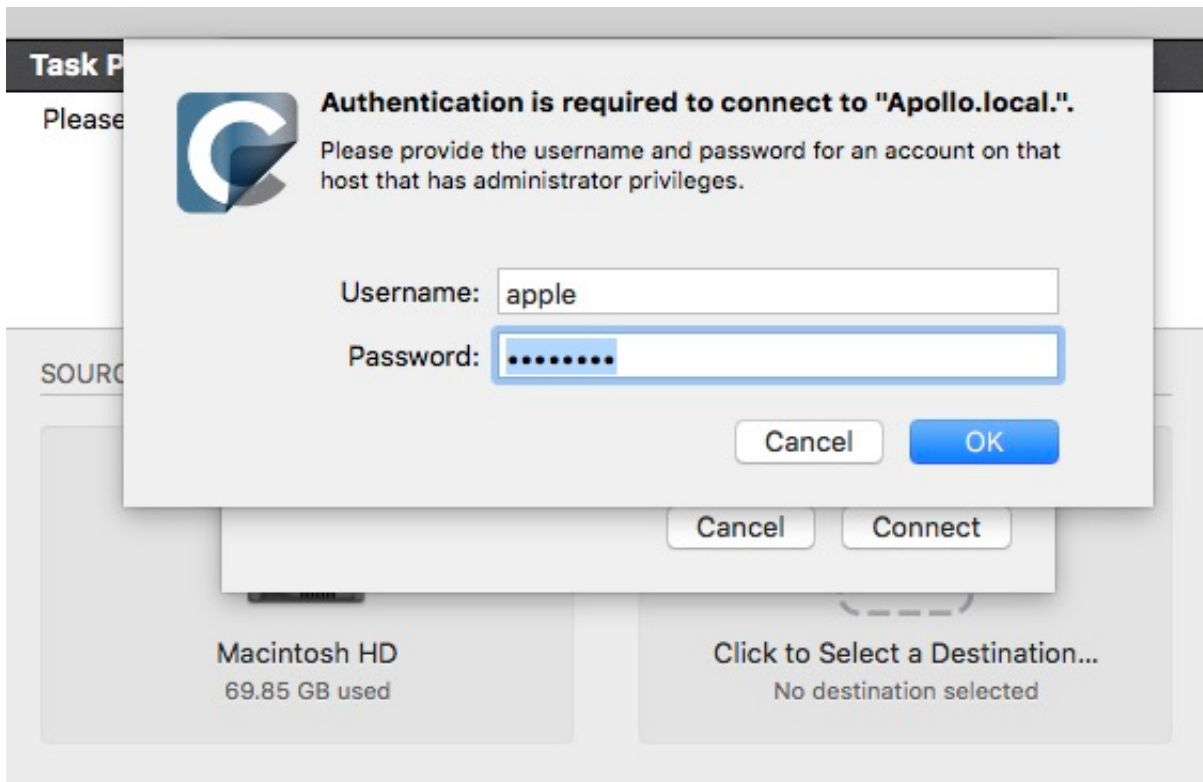 Task P
Authentication is required to connect to "Apollo.local.".
Please
Please provide the username and password for an account on that
host that has administrator privileges.
Username: apple
Password: ••••••••
SOURC
Cancel OK
Cancel Connect
Macintosh HD
69.85 GB used
Click to Select a Destination...
No destination selected